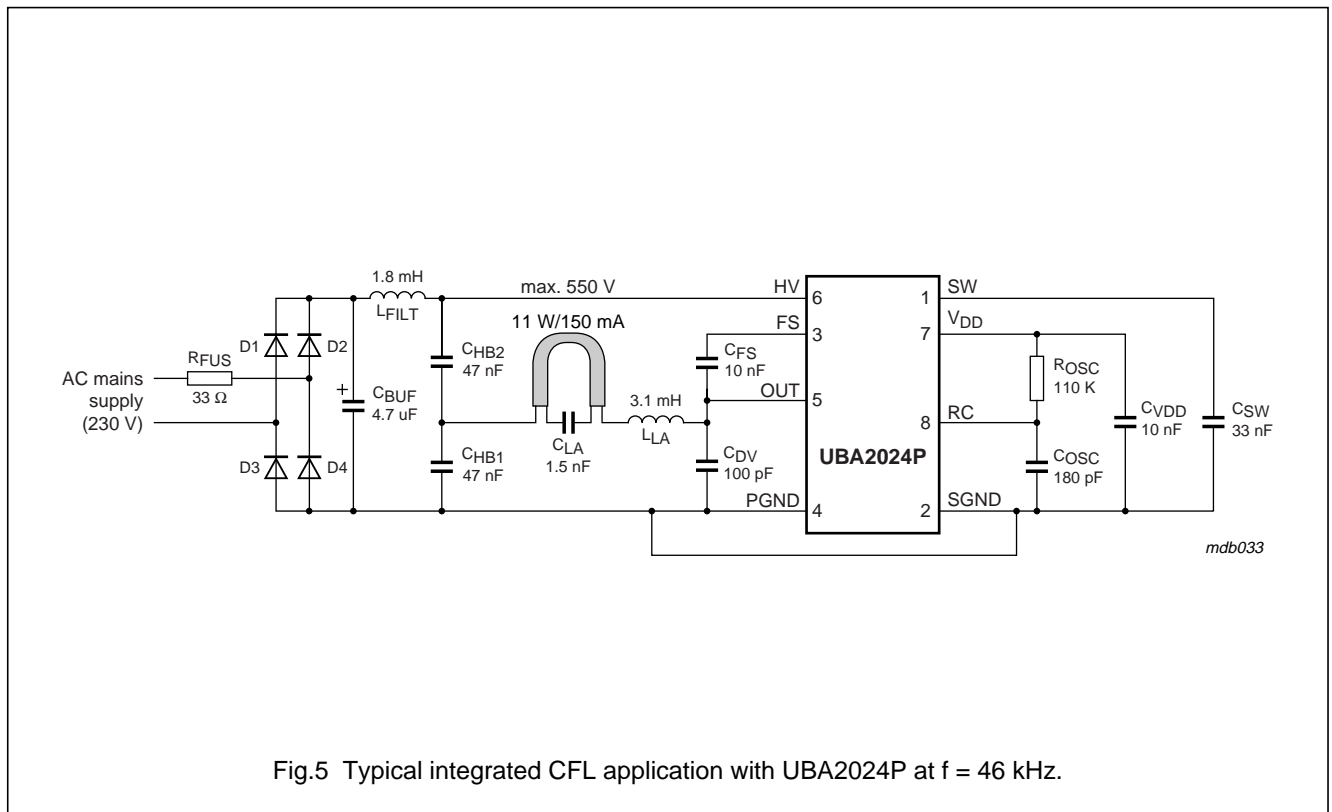 1.8 mH
LFILT
max. 550 V
HV
6
1
SW
FS
3
7
VDD
11 W/150 mA
D1
D2
RFUS
AC mains
supply
(230 V)
33 Ω
+
CBUF
4.7 uF
CHB2
47 nF
CFS
10 nF
OUT
5
ROSC
110 K
3.1 mH
LLA
8
RC
CVDD
10 nF
CSW
33 nF
CLA
1.5 nF
CHB1
47 nF
CDV
100 pF
UBA2024P
COSC
180 pF
D3
D4
PGND
4
2
SGND
mdb033
Fig.5 Typical integrated CFL application with UBA2024P at f = 46 kHz.